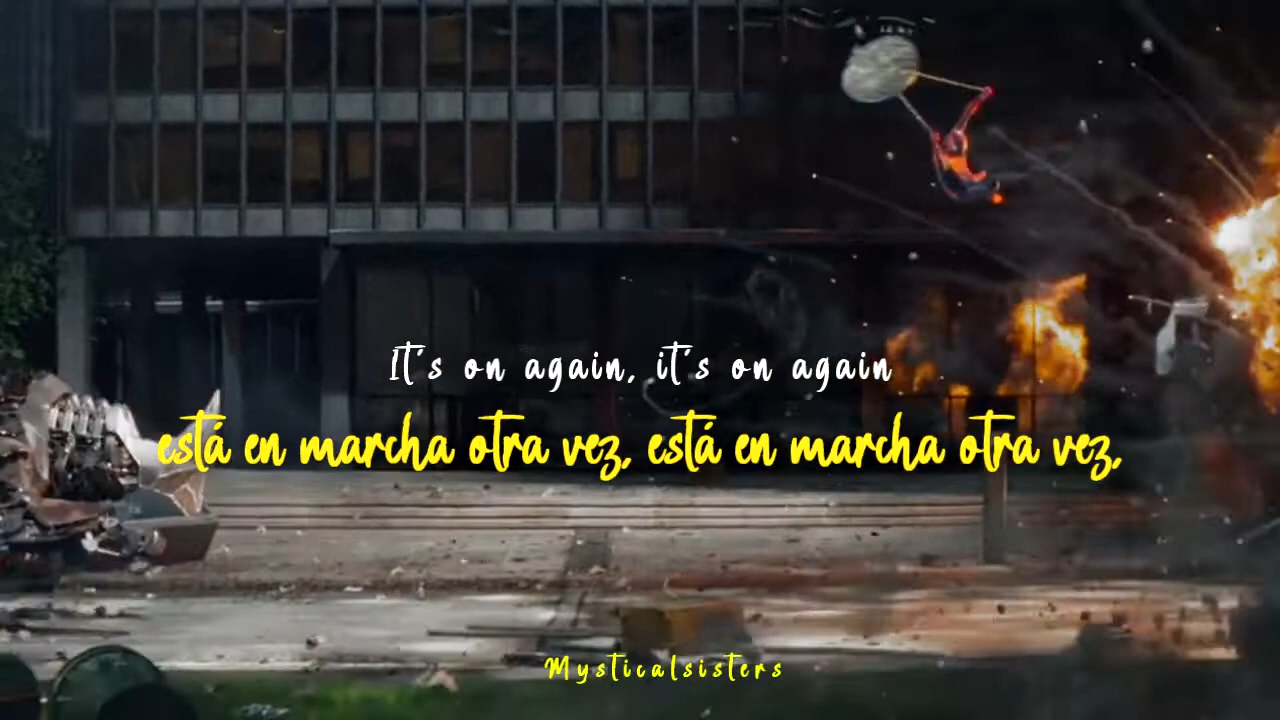 It's on again, it's on again
está en marcha otra vez, está en marcha otra vez,
Mysticalsisters